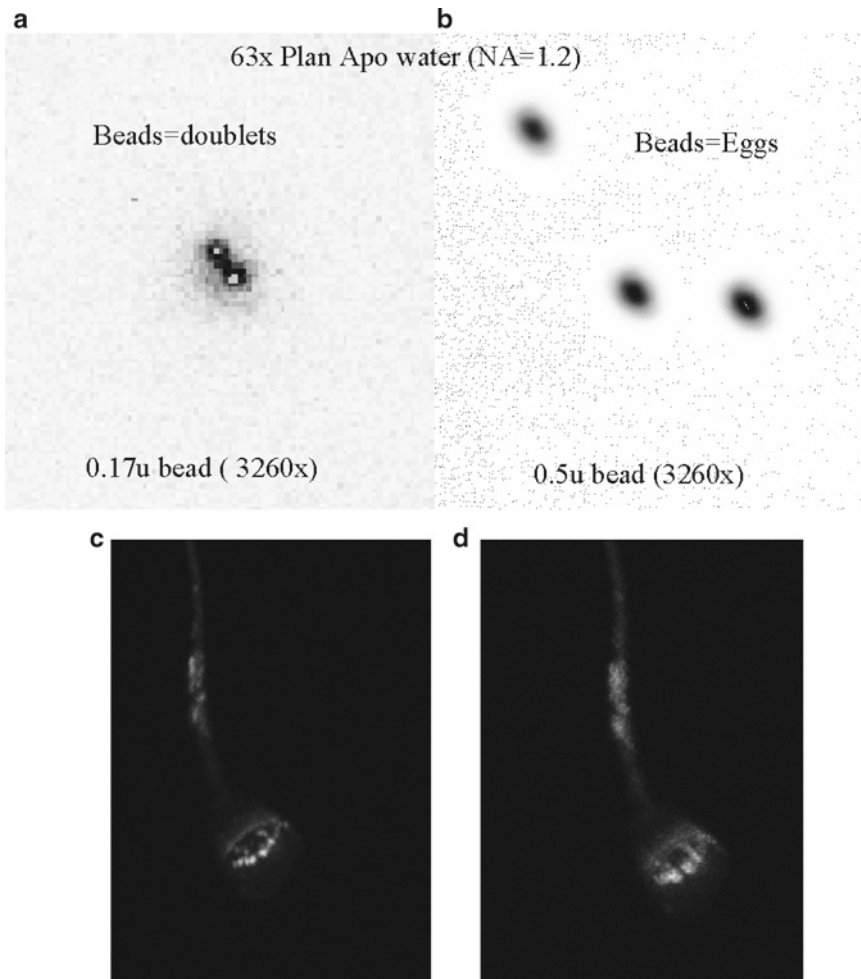 a
b
63x Plan Apo water (NA=1.2)
Beads=doublets
Beads=Eggs
0.17u bead ( 3260x)
0.5u bead (3260x)
c
d